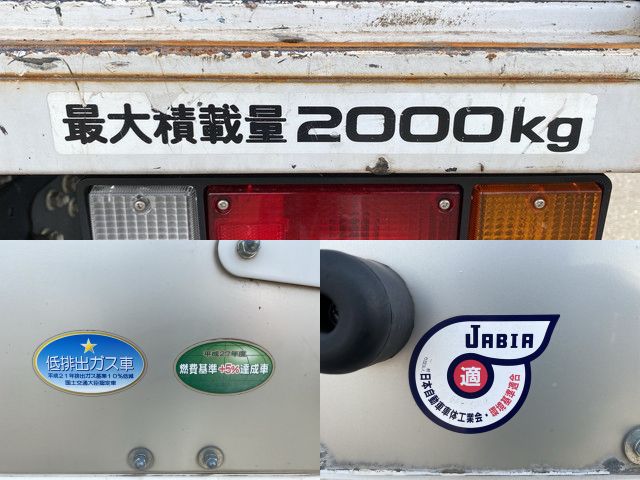 最大積載量 2000kg
低排出ガス車
平成21年排出ガス基準10%低減
国土交通大臣認定車
平成27年度
燃費基準+5%達成車
JABIA
適
日本自動車車体工業会・環境基準適合